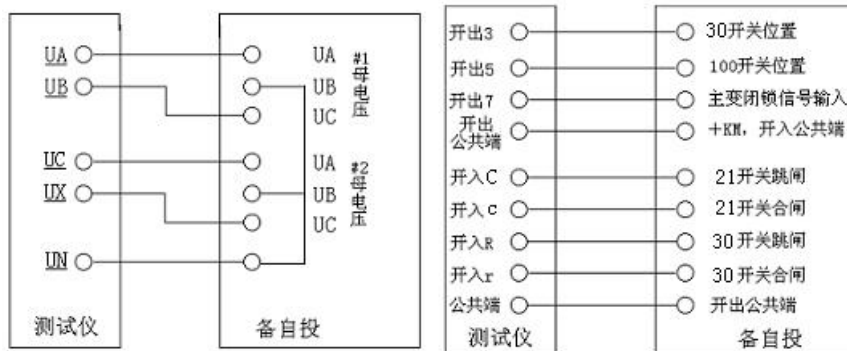 UA UA
UB UB
UC
#1母电压
UC UA
UX UB
UC
#2母电压
UN
测试仪 备自投
开出3 30开关位置
开出5 100开关位置
开出7 主变闭锁信号输入
开出公共端 +KM，开入公共端
开入C 21开关跳闸
开入c 21开关合闸
开入R 30开关跳闸
开入r 30开关合闸
公共端 开出公共端
测试仪 备自投